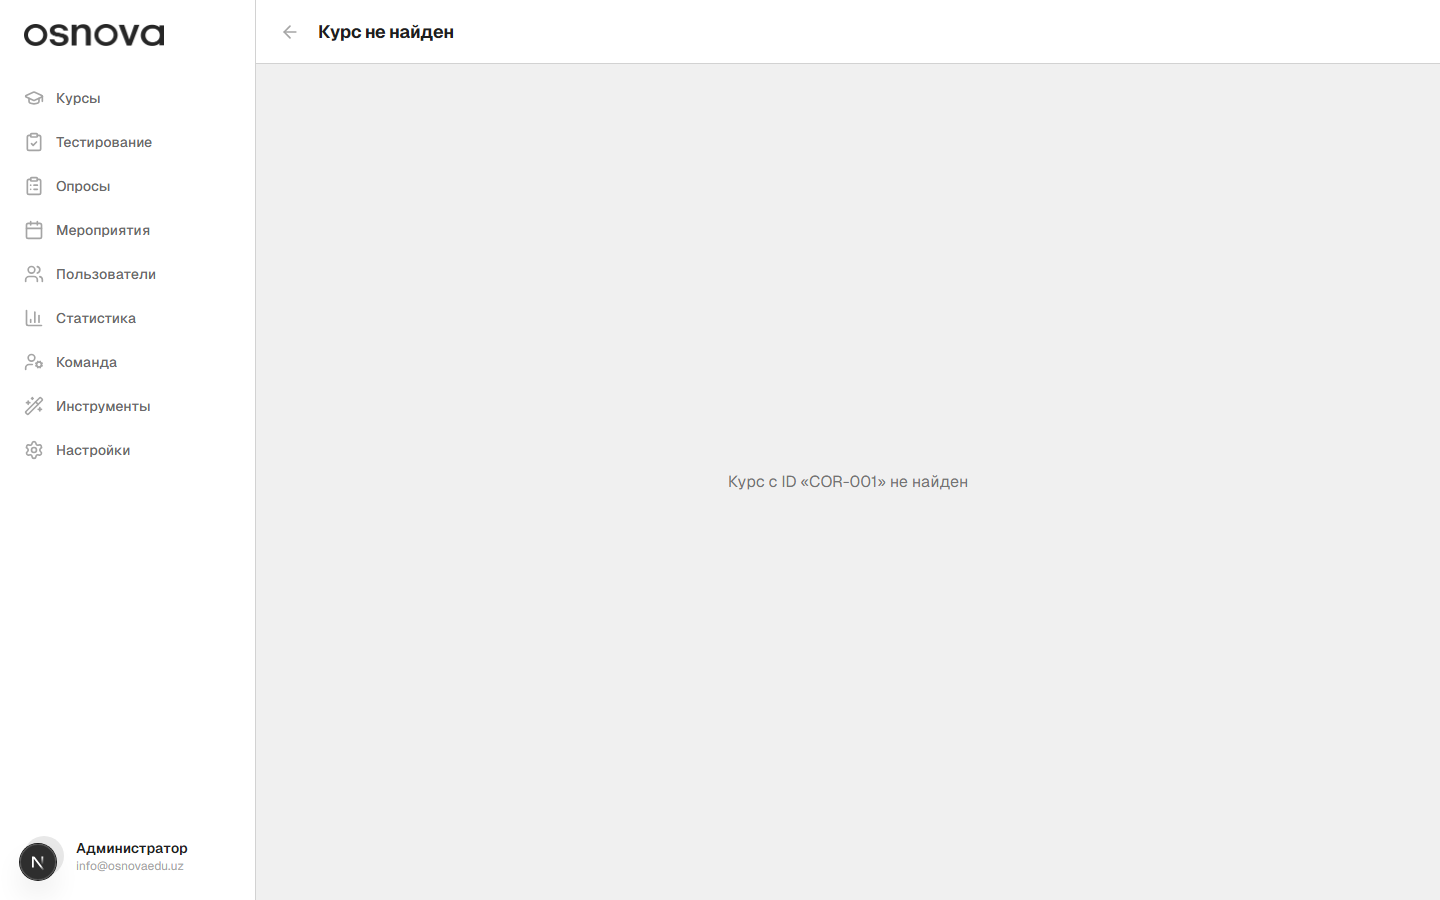 osnova
Курс не найден
Курсы
Тестирование
Опросы
Мероприятия
Пользователи
Статистика
Команда
Инструменты
Настройки
Курс с ID «COR-001» не найден
N
Администратор
info@osnovaedu.uz